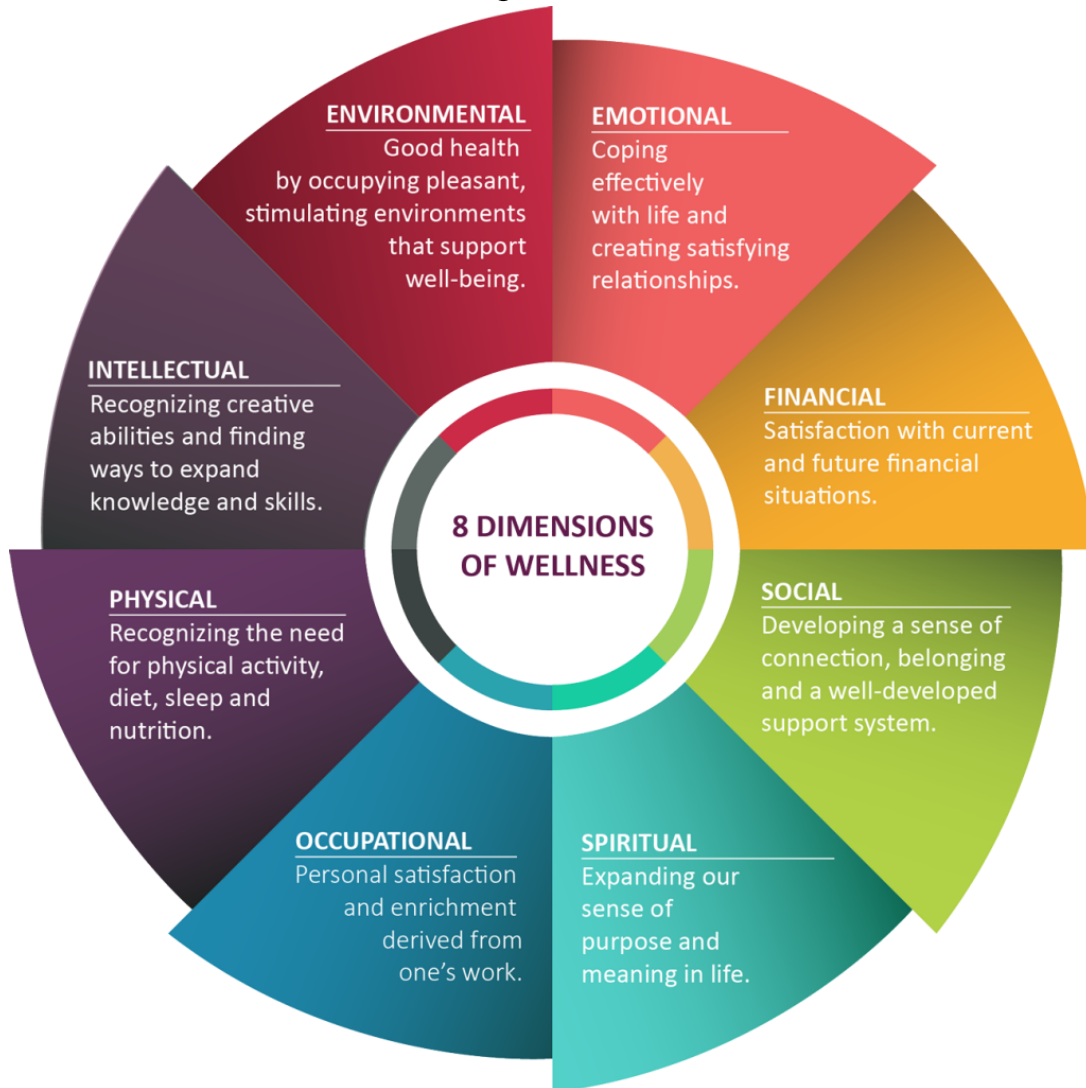 ENVIRONMENTAL
Good health
by occupying pleasant,
stimulating environments
that support
well-being.
EMOTIONAL
Coping
effectively
with life and
creating satisfying
relationships.
FINANCIAL
Satisfaction with current
and future financial
situations.
SOCIAL
Developing a sense of
connection, belonging
and a well-developed
support system.
SPIRITUAL
Expanding our
sense of
purpose and
meaning in life.
OCCUPATIONAL
Personal satisfaction
and enrichment
derived from
one’s work.
PHYSICAL
Recognizing the need
for physical activity,
diet, sleep and
nutrition.
INTELLECTUAL
Recognizing creative
abilities and finding
ways to expand
knowledge and skills.
8 DIMENSIONS
OF WELLNESS